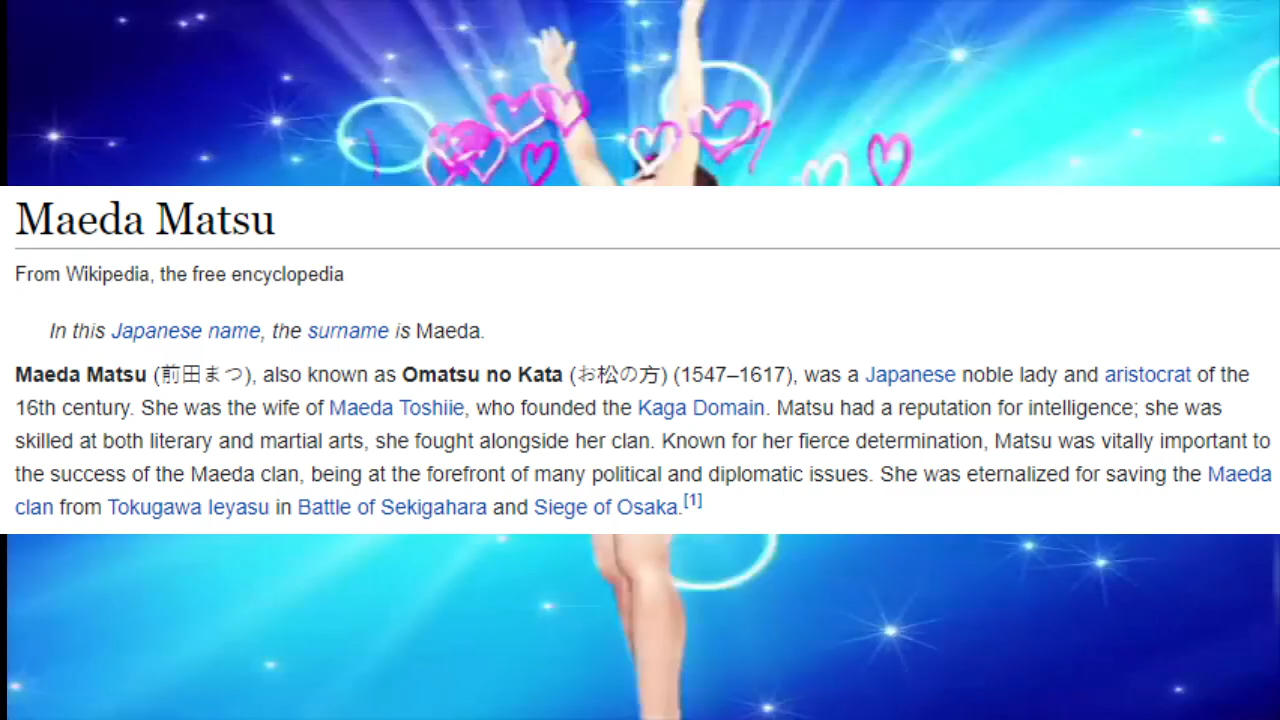 Maeda Matsu
From Wikipedia, the free encyclopedia
In this Japanese name, the surname is Maeda.
Maeda Matsu (前田まつ), also known as Omatsu no Kata (お松の方) (1547–1617), was a Japanese noble lady and aristocrat of the
16th century. She was the wife of Maeda Toshiie, who founded the Kaga Domain. Matsu had a reputation for intelligence; she was
skilled at both literary and martial arts, she fought alongside her clan. Known for her fierce determination, Matsu was vitally important to
the success of the Maeda clan, being at the forefront of many political and diplomatic issues. She was eternalized for saving the Maeda
clan from Tokugawa Ieyasu in Battle of Sekigahara and Siege of Osaka.[1]